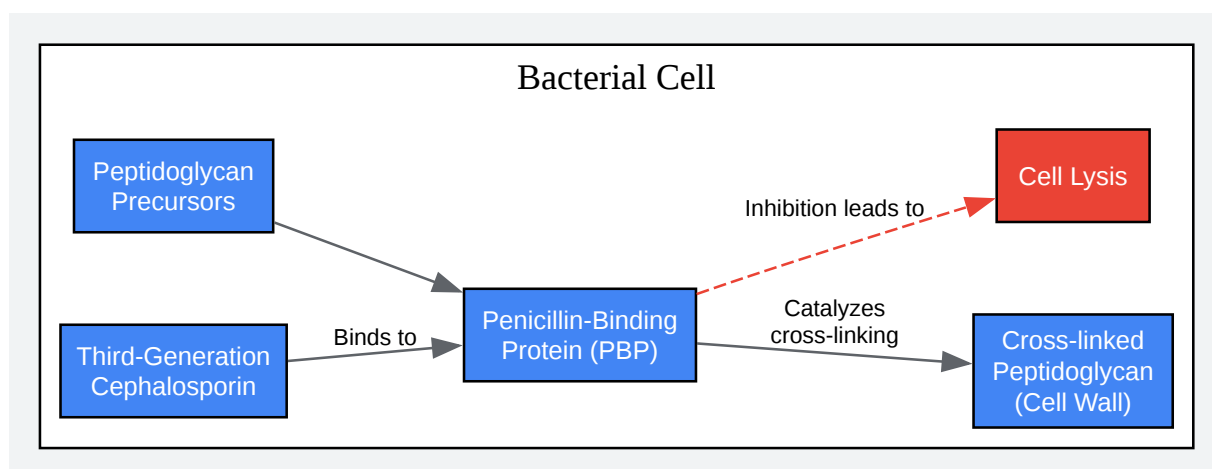 Bacterial Cell
Peptidoglycan
Precursors
Cell Lysis
Inhibition leads to
Third-Generation
Cephalosporin
Binds to
Penicillin-Binding
Protein (PBP)
Catalyzes
cross-linking
Cross-linked
Peptidoglycan
(Cell Wall)